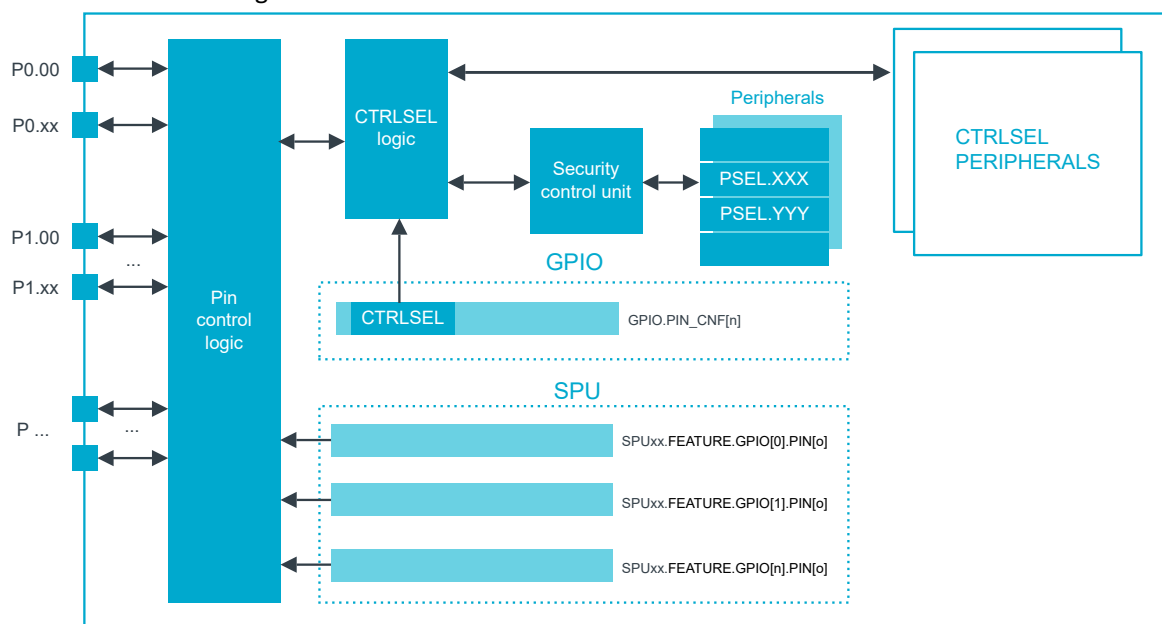 P0.00
P0.xx
P1.00
...
P1.xx
P ...
...
Pin
control
logic
CTRLSEL
logic
Security
control unit
Peripherals
PSEL.XXX
PSEL.YYY
CTRLSEL
PERIPHERALS
GPIO
CTRLSEL
GPIO.PIN_CNF[n]
SPU
SPUxx.FEATURE.GPIO[0].PIN[o]
SPUxx.FEATURE.GPIO[1].PIN[o]
SPUxx.FEATURE.GPIO[n].PIN[o]